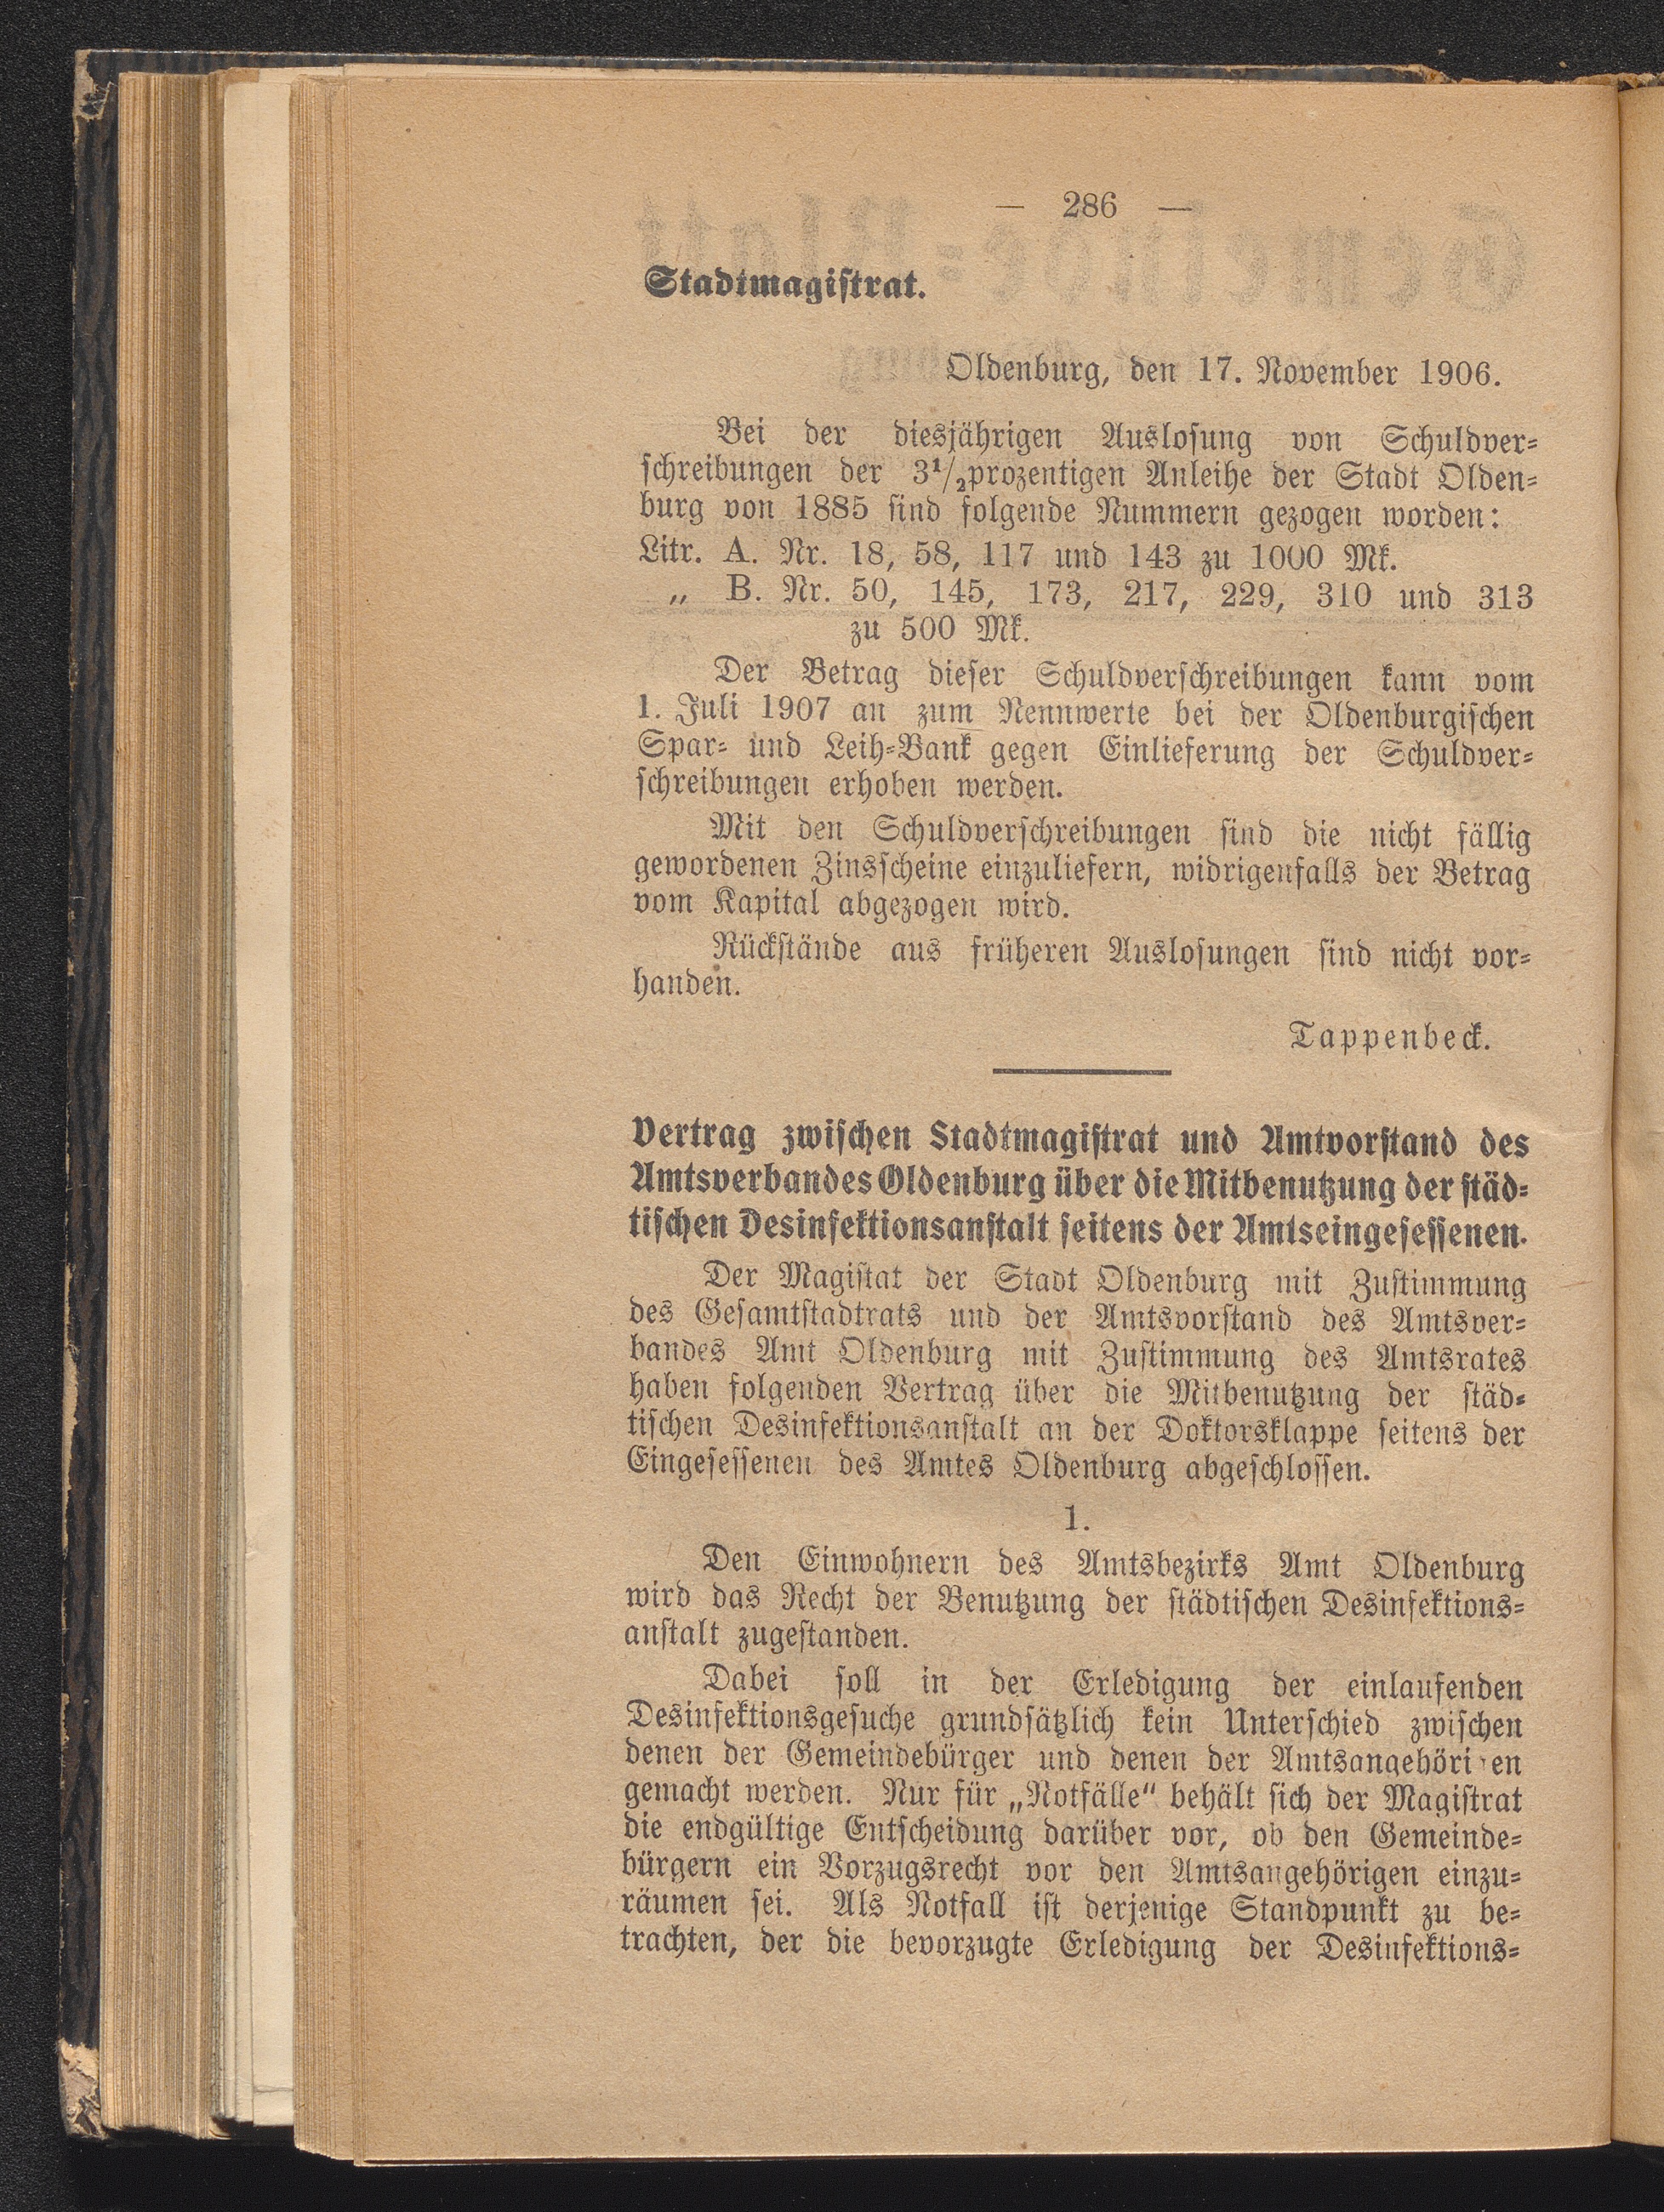 — 286 —
Stadtmagistrat.
Oldenburg, den 17. November 1906.
Bei der diesjährigen Auslosung von Schuldver-
schreibungen der 3½prozentigen Anleihe der Stadt Olden-
burg von 1885 sind folgende Nummern gezogen worden:
Litr. A. Nr. 18, 58, 117 und 143 zu 1000 Mk.
„ B. Nr. 50, 145, 173, 217, 229, 310 und 313
zu 500 Mk.
Der Betrag dieser Schuldverschreibungen kann vom
1. Juli 1907 an zum Nennwerte bei der Oldenburgischen
Spar- und Leih-Bank gegen Einlieferung der Schuldver-
schreibungen erhoben werden.
Mit den Schuldverschreibungen sind die nicht fällig
gewordenen Zinsscheine einzuliefern, widrigenfalls der Betrag
vom Kapital abgezogen wird.
Rückstände aus früheren Auslosungen sind nicht vor-
handen.
Tappenbeck.
Vertrag zwischen Stadtmagistrat und Amtvorstand des
Amtsverbandes Oldenburg über die Mitbenutzung der städ-
tischen Desinfektionsanstalt seitens der Amtseingesessenen.
Der Magistat der Stadt Oldenburg mit Zustimmung
des Gesamtstadtrats und der Amtsvorstand des Amtsver-
bandes Amt Oldenburg mit Zustimmung des Amtsrates
haben folgenden Vertrag über die Mitbenutzung der städ-
tischen Desinfektionsanstalt an der Doktorsklappe seitens der
Eingesessenen des Amtes Oldenburg abgeschlossen.
1.
Den Einwohnern des Amtsbezirks Amt Oldenburg
wird das Recht der Benutzung der städtischen Desinfektions-
anstalt zugestanden.
Dabei soll in der Erledigung der einlaufenden
Desinfektionsgesuche grundsätzlich kein Unterschied zwischen
denen der Gemeindebürger und denen der Amtsangehöri en
gemacht werden. Nur für „Notfälle“ behält sich der Magistrat
die endgültige Entscheidung darüber vor, ob den Gemeinde-
bürgern ein Vorzugsrecht vor den Amtsangehörigen einzu-
räumen sei. Als Notfall ist derjenige Standpunkt zu be-
trachten, der die bevorzugte Erledigung der Desinfektions-